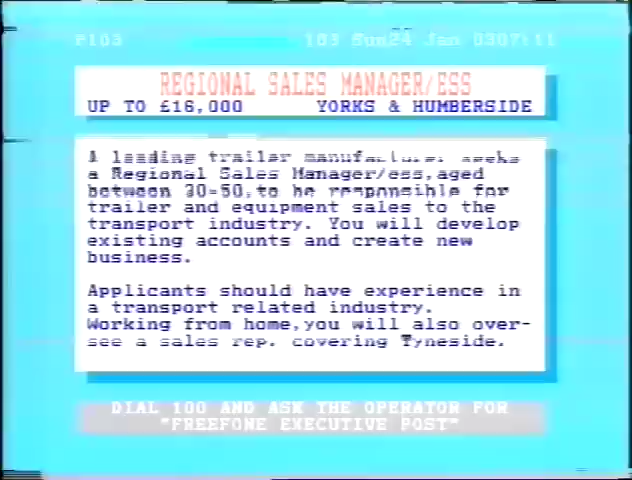 P103 103 Sun24 Jan 0307:11
REGIONAL SALES MANAGER/ESS
UP TO £16,000 YORKS & HUMBERSIDE
A leading trailer manufacturer seeks
a Regional Sales Manager/ess,aged
between 30-50,to be responsible for
trailer and equipment sales to the
transport industry. You will develop
existing accounts and create new
business.
Applicants should have experience in
a transport related industry.
Working from home,you will also over-
see a sales rep. covering Tyneside.
DIAL 100 AND ASK THE OPERATOR FOR
"FREEFONE EXECUTIVE POST"